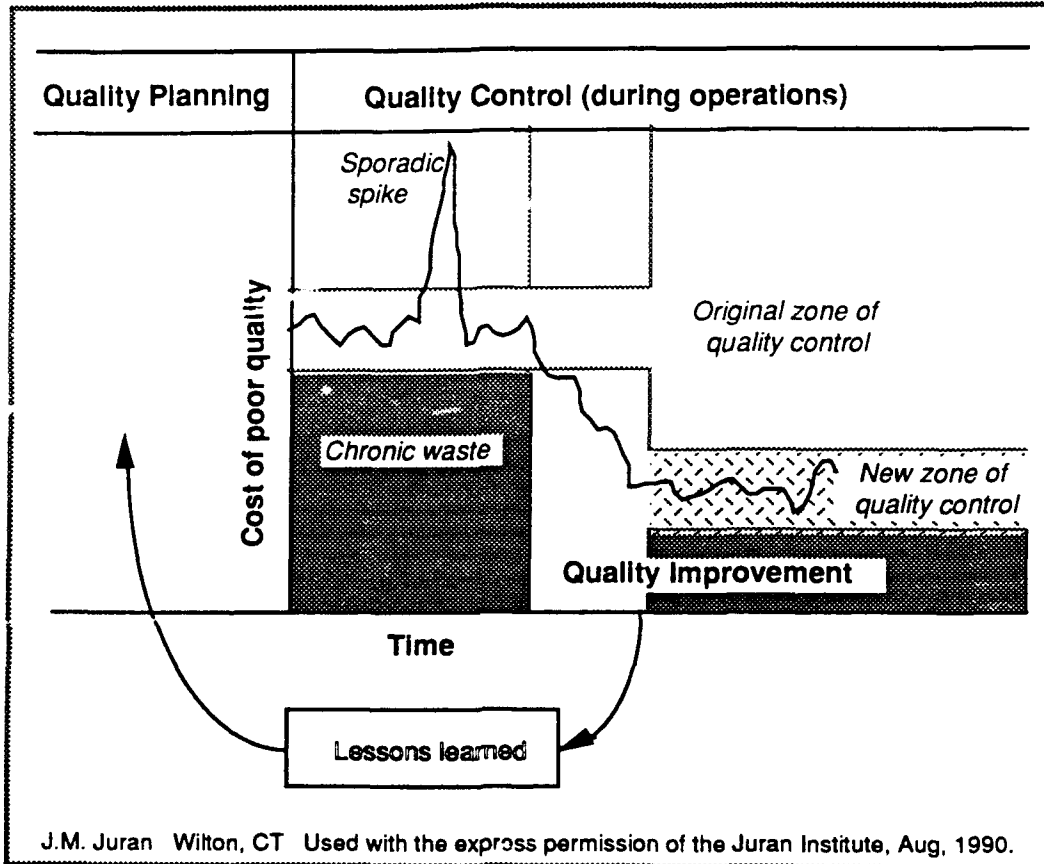 Quality Planning
Quality Control (during operations)
Sporadic
spike
Cost of poor quality
Original zone of
quality control
Chronic waste
New zone of
quality control
Quality Improvement
Time
Lessons learned
J.M. Juran Wilton, CT Used with the express permission of the Juran Institute, Aug, 1990.